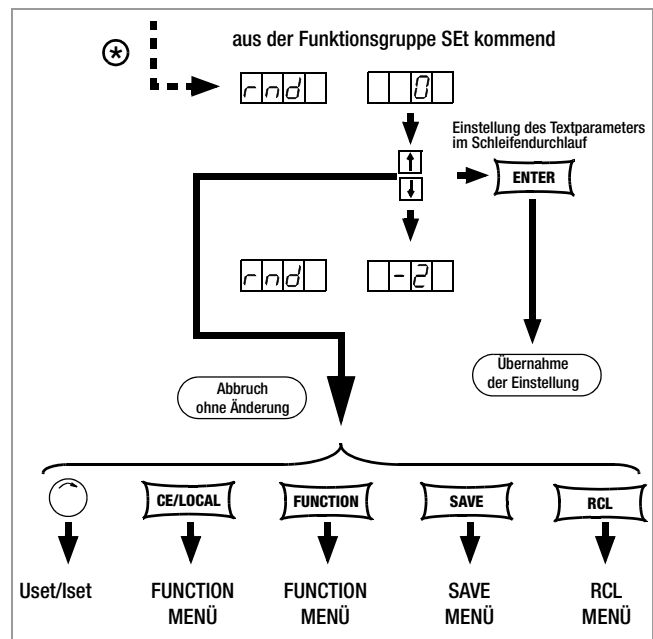 aus der Funktionsgruppe SEt kommend
rnd 0
Einstellung des Textparameters
im Schleifendurchlauf
ENTER
rnd -2
Übernahme
der Einstellung
Abbruch
ohne Änderung
CE/LOCAL FUNCTION SAVE RCL
Uset/Iset FUNCTION FUNCTION SAVE RCL
MENÜ MENÜ MENÜ MENÜ